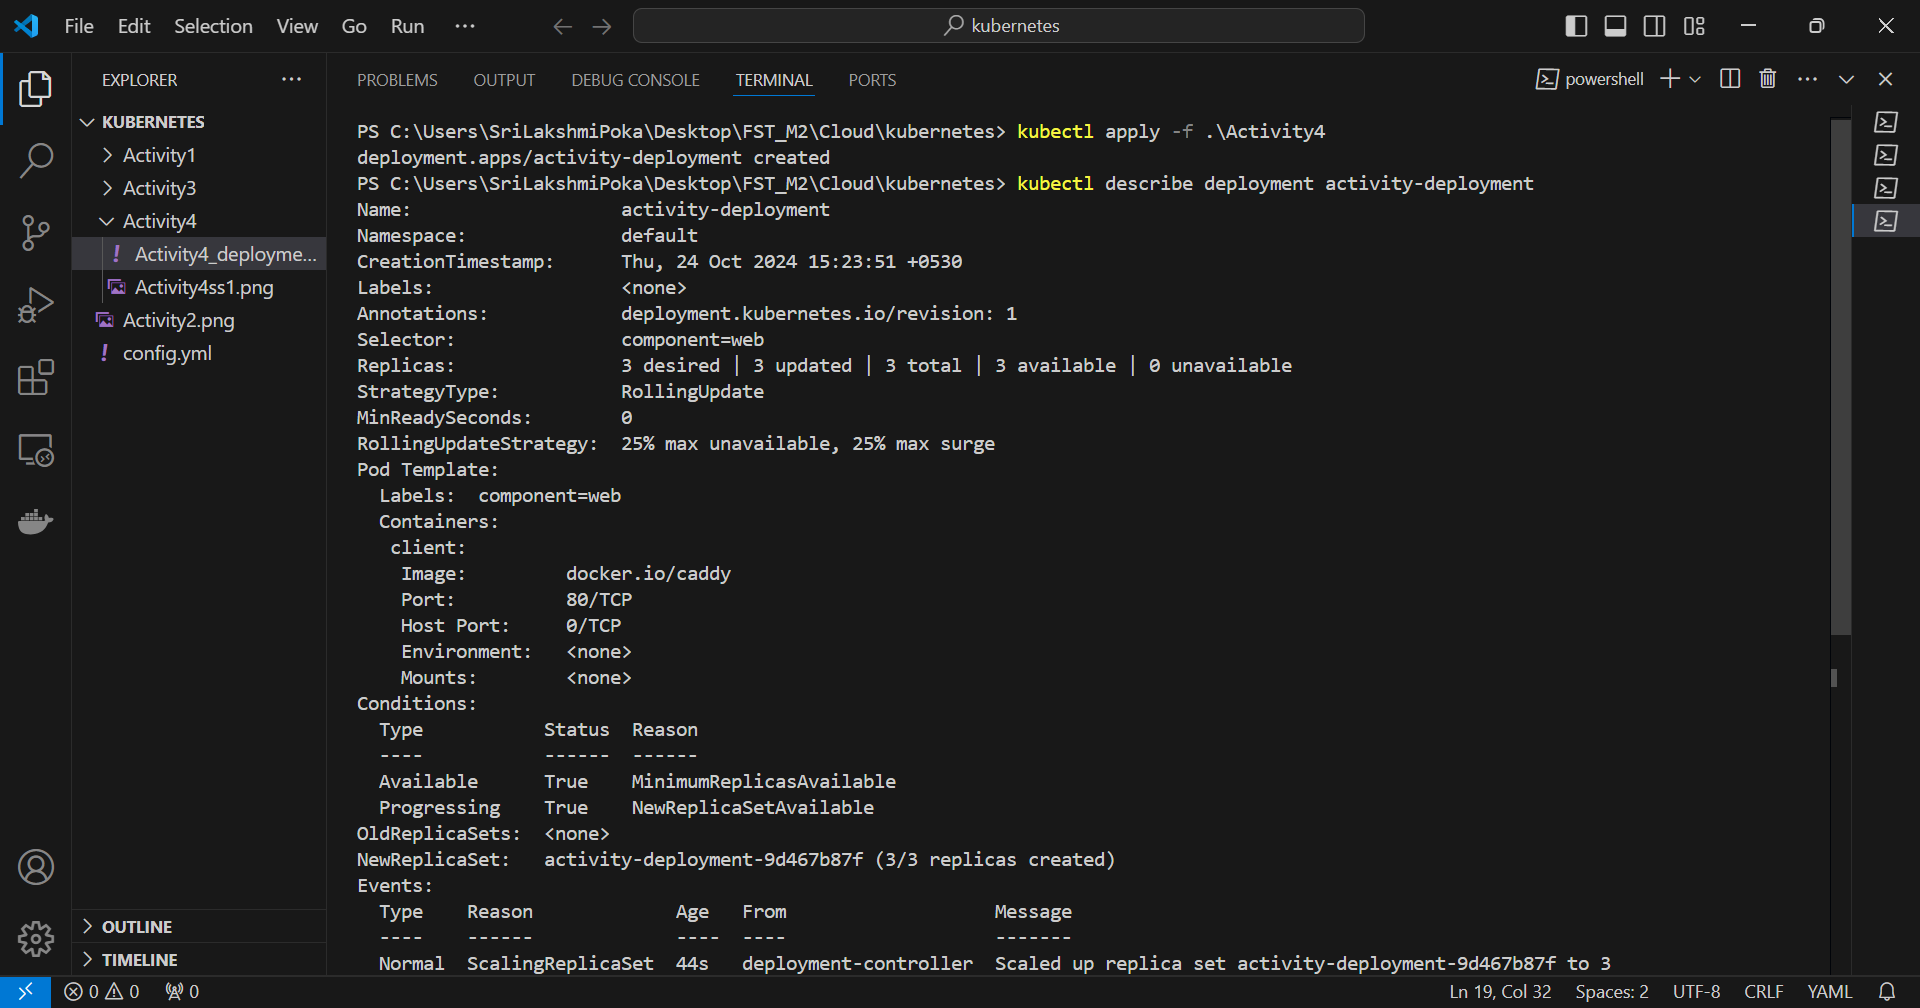 File Edit Selection View Go Run ··· kubernetes
EXPLORER ···
KUBERNETES
Activity1
Activity3
Activity4
! Activity4_deployme...
Activity4ss1.png
Activity2.png
! config.yml
OUTLINE
TIMELINE
PROBLEMS OUTPUT DEBUG CONSOLE TERMINAL PORTS powershell ···
PS C:\Users\SriLakshmiPoka\Desktop\FST_M2\Cloud\kubernetes> kubectl apply -f .\Activity4
deployment.apps/activity-deployment created
PS C:\Users\SriLakshmiPoka\Desktop\FST_M2\Cloud\kubernetes> kubectl describe deployment activity-deployment
Name: activity-deployment
Namespace: default
CreationTimestamp: Thu, 24 Oct 2024 15:23:51 +0530
Labels: <none>
Annotations: deployment.kubernetes.io/revision: 1
Selector: component=web
Replicas: 3 desired | 3 updated | 3 total | 3 available | 0 unavailable
StrategyType: RollingUpdate
MinReadySeconds: 0
RollingUpdateStrategy: 25% max unavailable, 25% max surge
Pod Template:
Labels: component=web
Containers:
client:
Image: docker.io/caddy
Port: 80/TCP
Host Port: 0/TCP
Environment: <none>
Mounts: <none>
Conditions:
Type Status Reason
---- ------ ------
Available True MinimumReplicasAvailable
Progressing True NewReplicaSetAvailable
OldReplicaSets: <none>
NewReplicaSet: activity-deployment-9d467b87f (3/3 replicas created)
Events:
Type Reason Age From Message
---- ------ ---- ---- -------
Normal ScalingReplicaSet 44s deployment-controller Scaled up replica set activity-deployment-9d467b87f to 3
0 0 0 Ln 19, Col 32 Spaces: 2 UTF-8 CRLF YAML